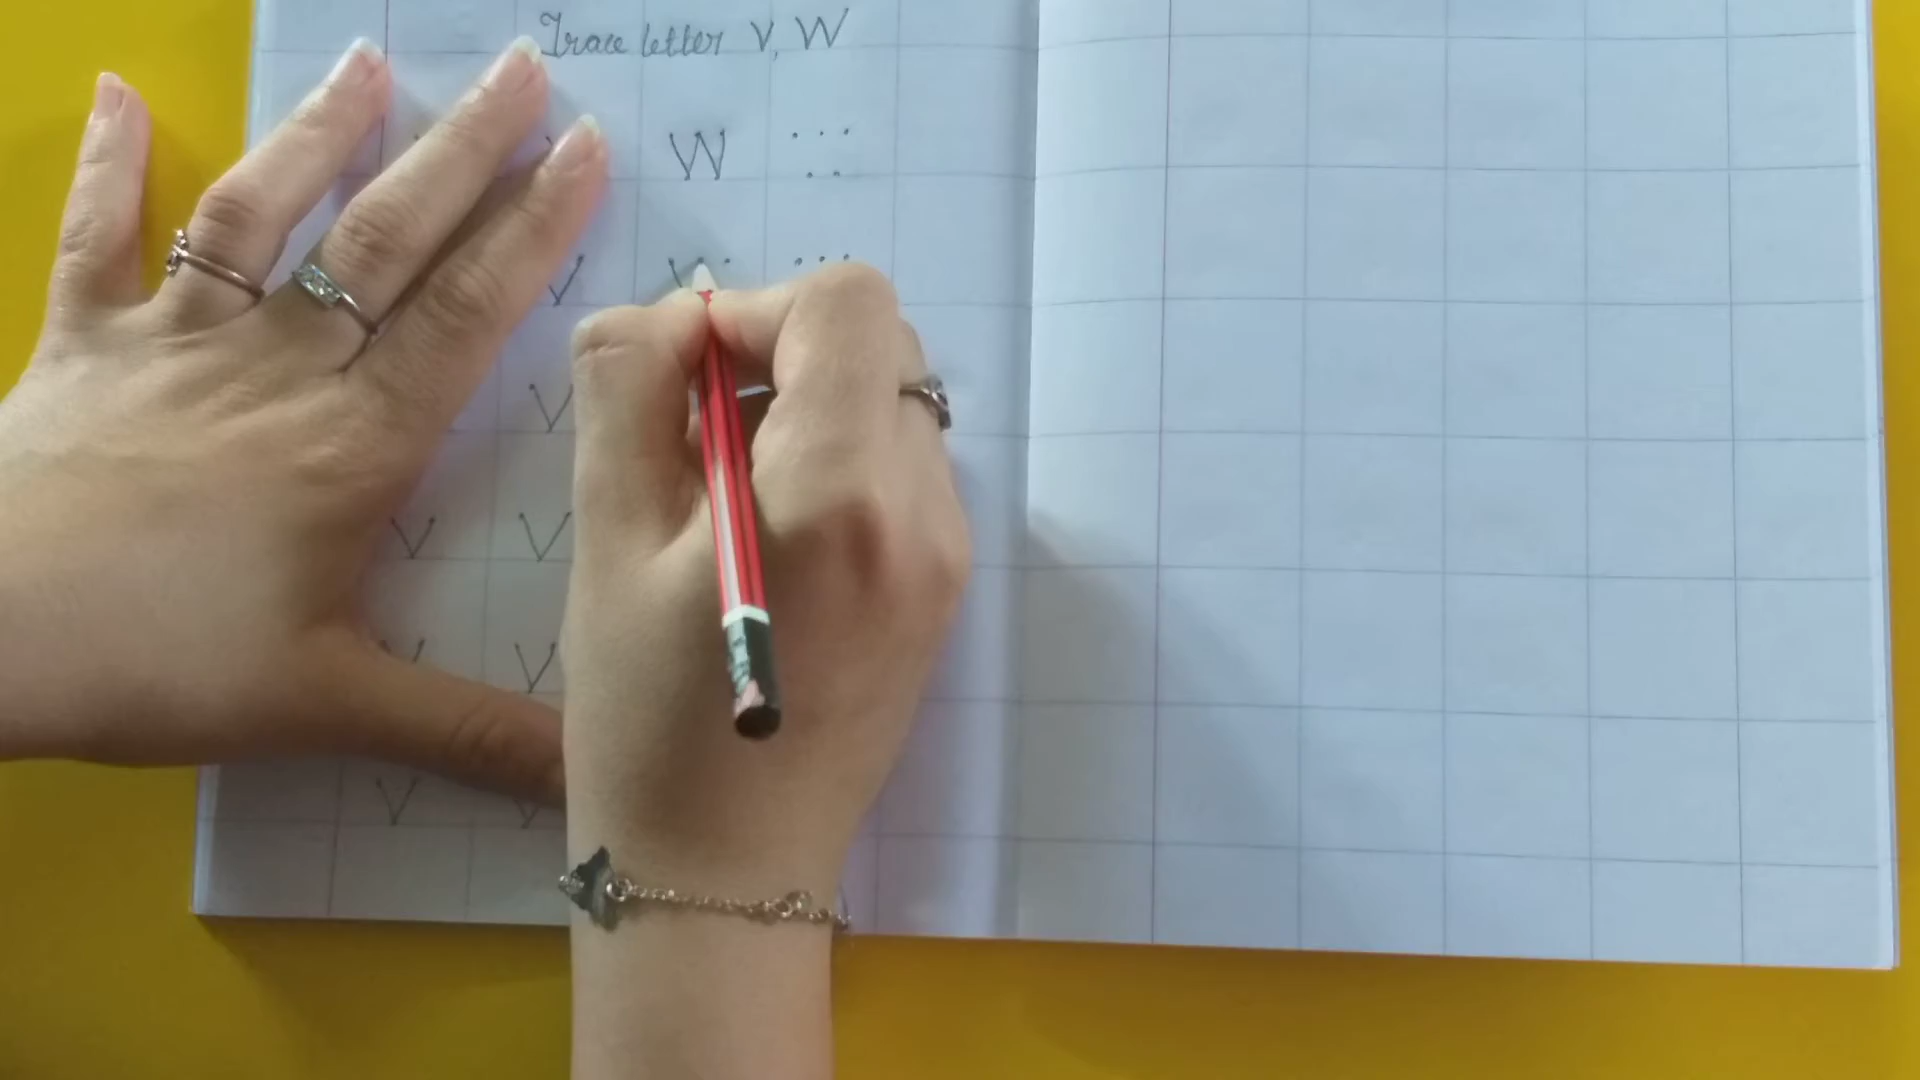 Trace letter V, W
W
V
V
V V
V V
V V